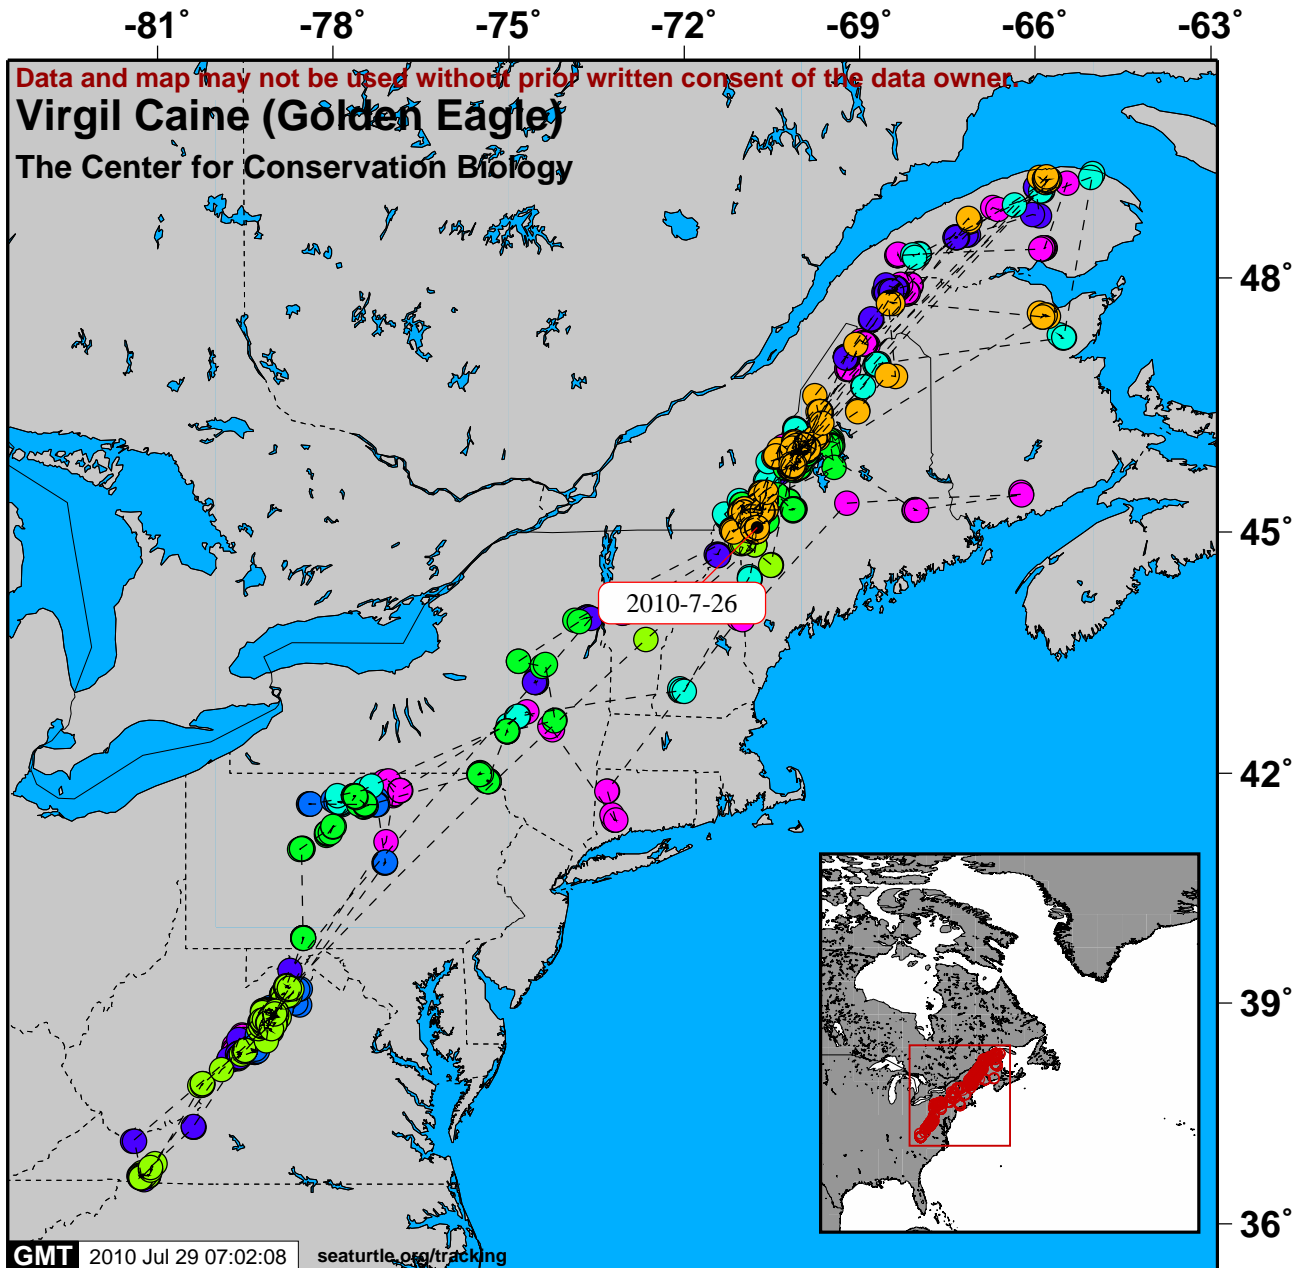 -81° -78° -75° -72° -69° -66° -63°
Data and map may not be used without prior written consent of the data owner.
Virgil Caine (Golden Eagle)
The Center for Conservation Biology
48°
45°
2010-7-26
42°
39°
36°
GMT 2010 Jul 29 07:02:08 seaturtle.org/tracking